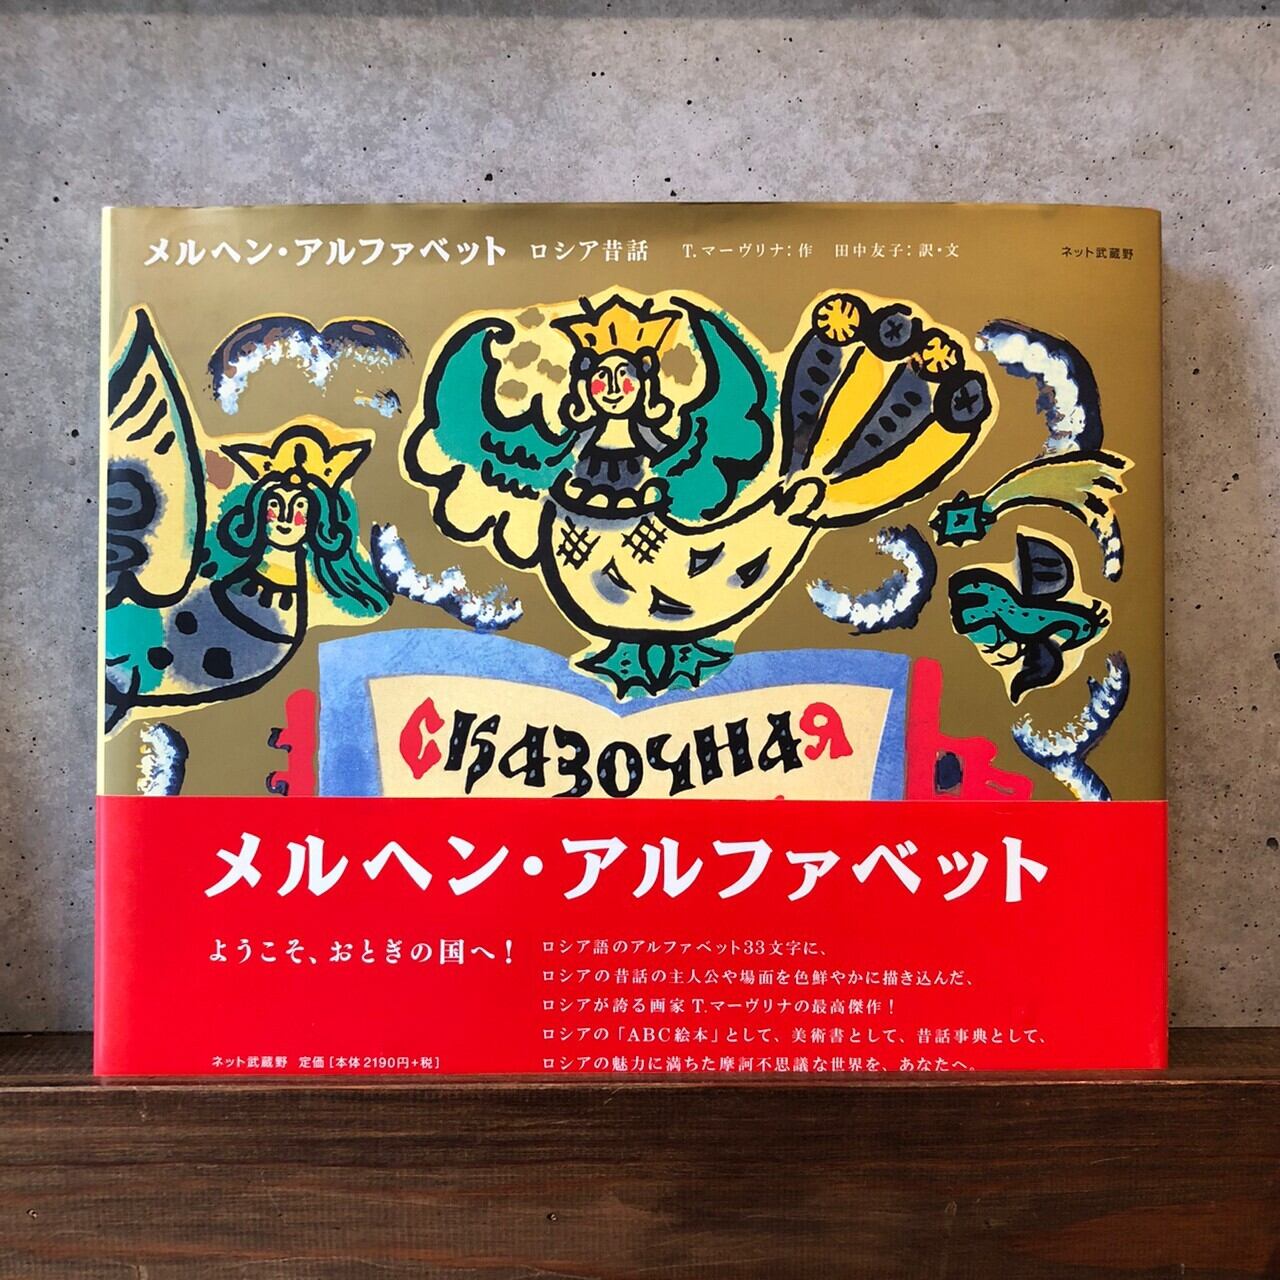 メルヘン・アルファベット ロシア昔話 T.マーヴリナ:作 田中友子:訳・文 ネット武蔵野
сказочная
メルヘン・アルファベット
ようこそ、おとぎの国へ!
ロシア語のアルファベット33文字に、
ロシアの昔話の主人公や場面を色鮮やかに描き込んだ、
ロシアが誇る画家T.マーヴリナの最高傑作!
ロシアの「ABC絵本」として、美術書として、昔話事典として、
ロシアの魅力に満ちた摩訶不思議な世界を、あなたへ。
ネット武蔵野 定価[本体2190円+税]